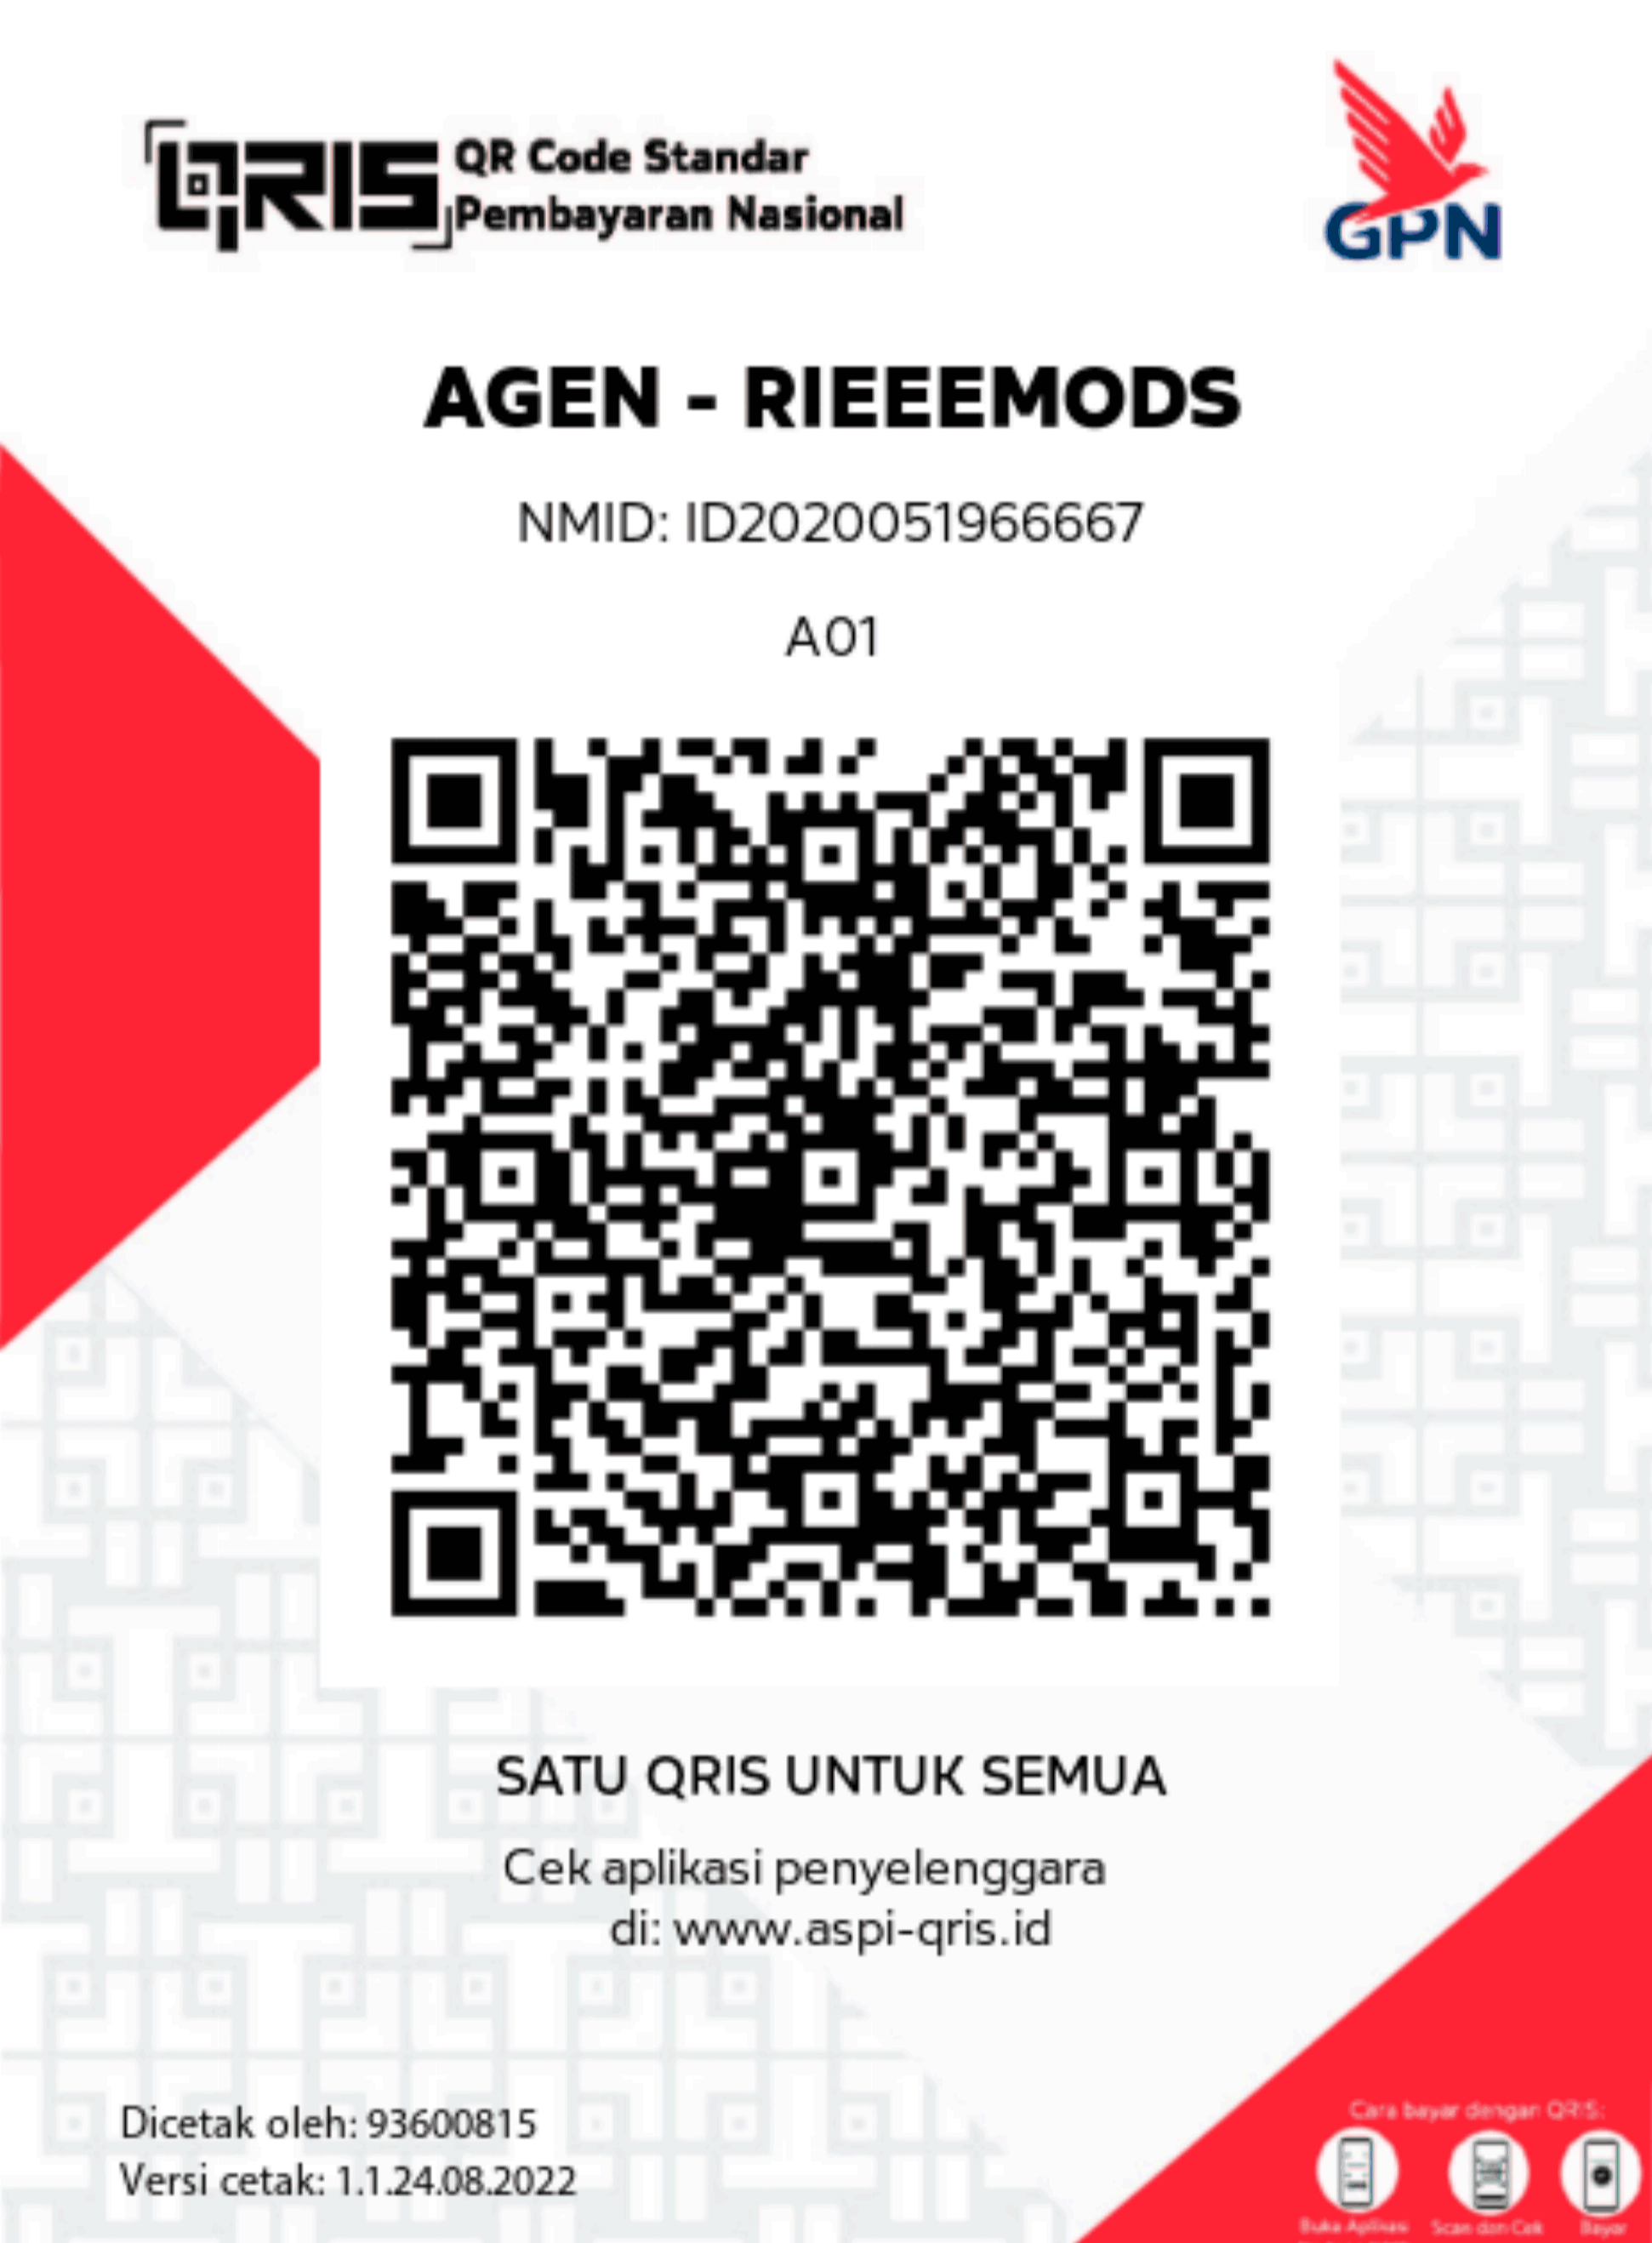 QRIS QR Code Standar
Pembayaran Nasional
GPN
AGEN - RIEEEMODS
NMID: ID2020051966667
A01
SATU QRIS UNTUK SEMUA
Cek aplikasi penyelenggara
di: www.aspi-qris.id
Dicetak oleh: 93600815
Versi cetak: 1.1.24.08.2022
Cara bayar dengan QRIS:
Buka Aplikasi Scan dan Cek Bayar